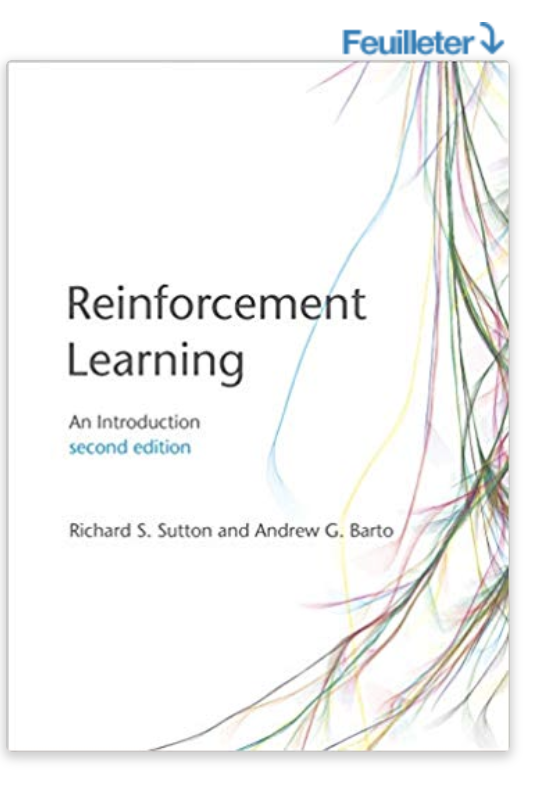 Feuilleter
Reinforcement
Learning
An Introduction
second edition
Richard S. Sutton and Andrew G. Barto